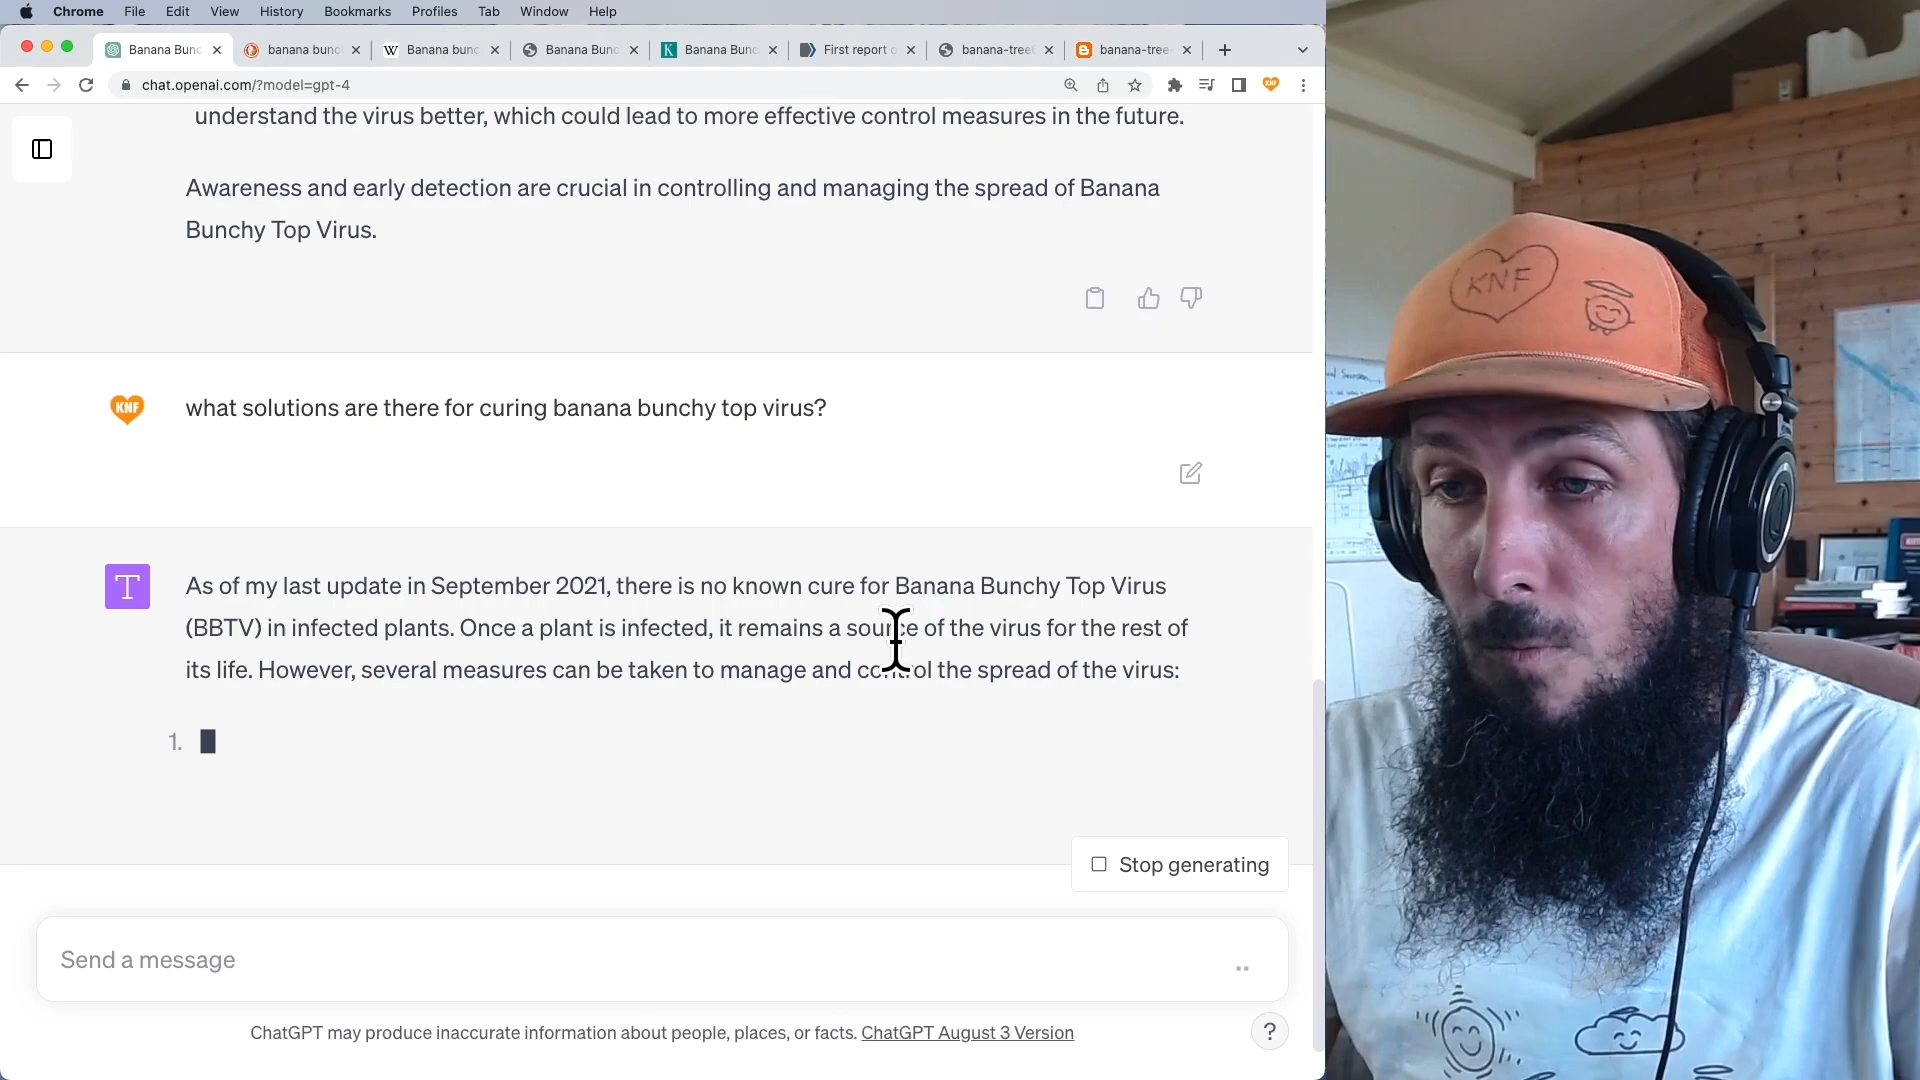 Chrome File Edit View History Bookmarks Profiles Tab Window Help
Banana Bunc banana bunc Banana bunc Banana Bunc Banana Bunc First report o banana-tree banana-tree-
chat.openai.com/?model=gpt-4
understand the virus better, which could lead to more effective control measures in the future.
Awareness and early detection are crucial in controlling and managing the spread of Banana
Bunchy Top Virus.
KNF what solutions are there for curing banana bunchy top virus?
T As of my last update in September 2021, there is no known cure for Banana Bunchy Top Virus
(BBTV) in infected plants. Once a plant is infected, it remains a source of the virus for the rest of
its life. However, several measures can be taken to manage and control the spread of the virus:
1.
Stop generating
Send a message
ChatGPT may produce inaccurate information about people, places, or facts. ChatGPT August 3 Version
?
KNF